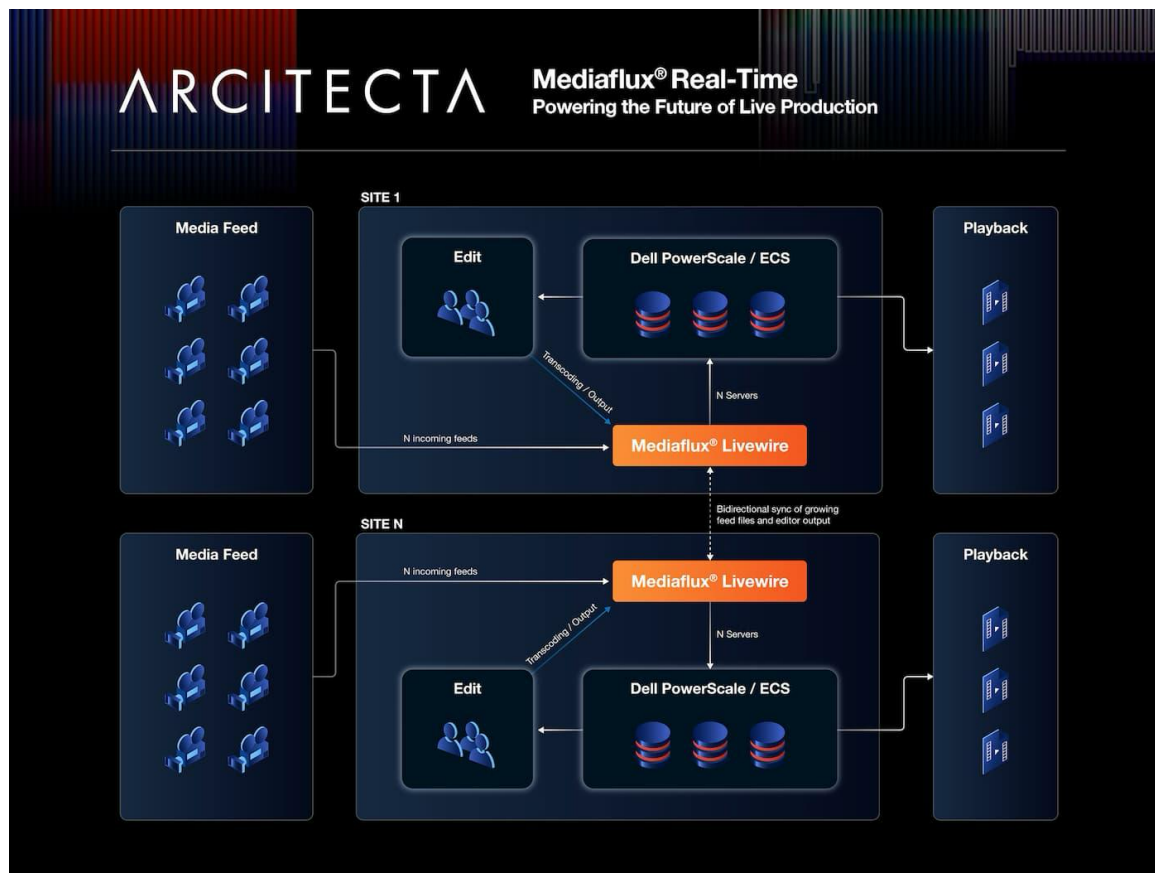 ARCITECTA
Mediaflux® Real-Time
Powering the Future of Live Production
SITE 1
Media Feed
Edit
Dell PowerScale / ECS
Playback
Transcoding / Output
N Servers
N incoming feeds
Mediaflux® Livewire
Bidirectional sync of growing
feed files and editor output
SITE N
Media Feed
Playback
N incoming feeds
Mediaflux® Livewire
Transcoding / Output
N Servers
Edit
Dell PowerScale / ECS